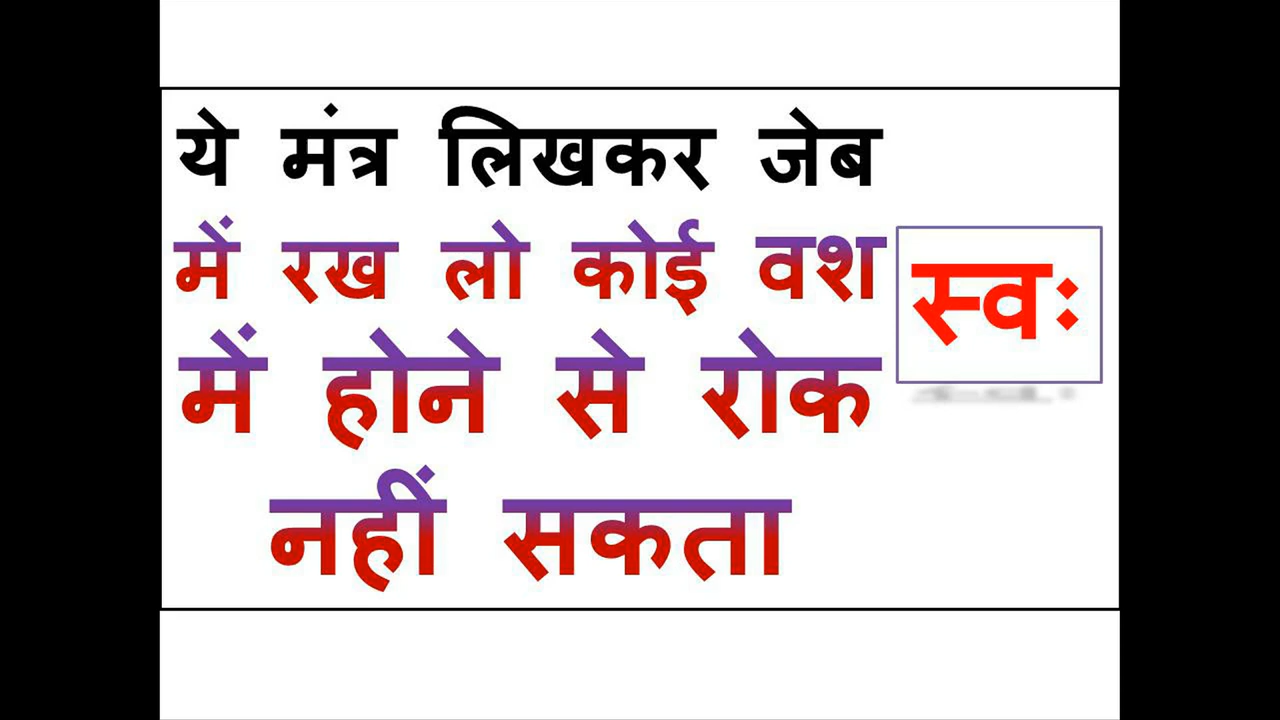 ये मंत्र लिखकर जेब
में रख लो कोई वश
में होने से रोक
नहीं सकता
स्वः